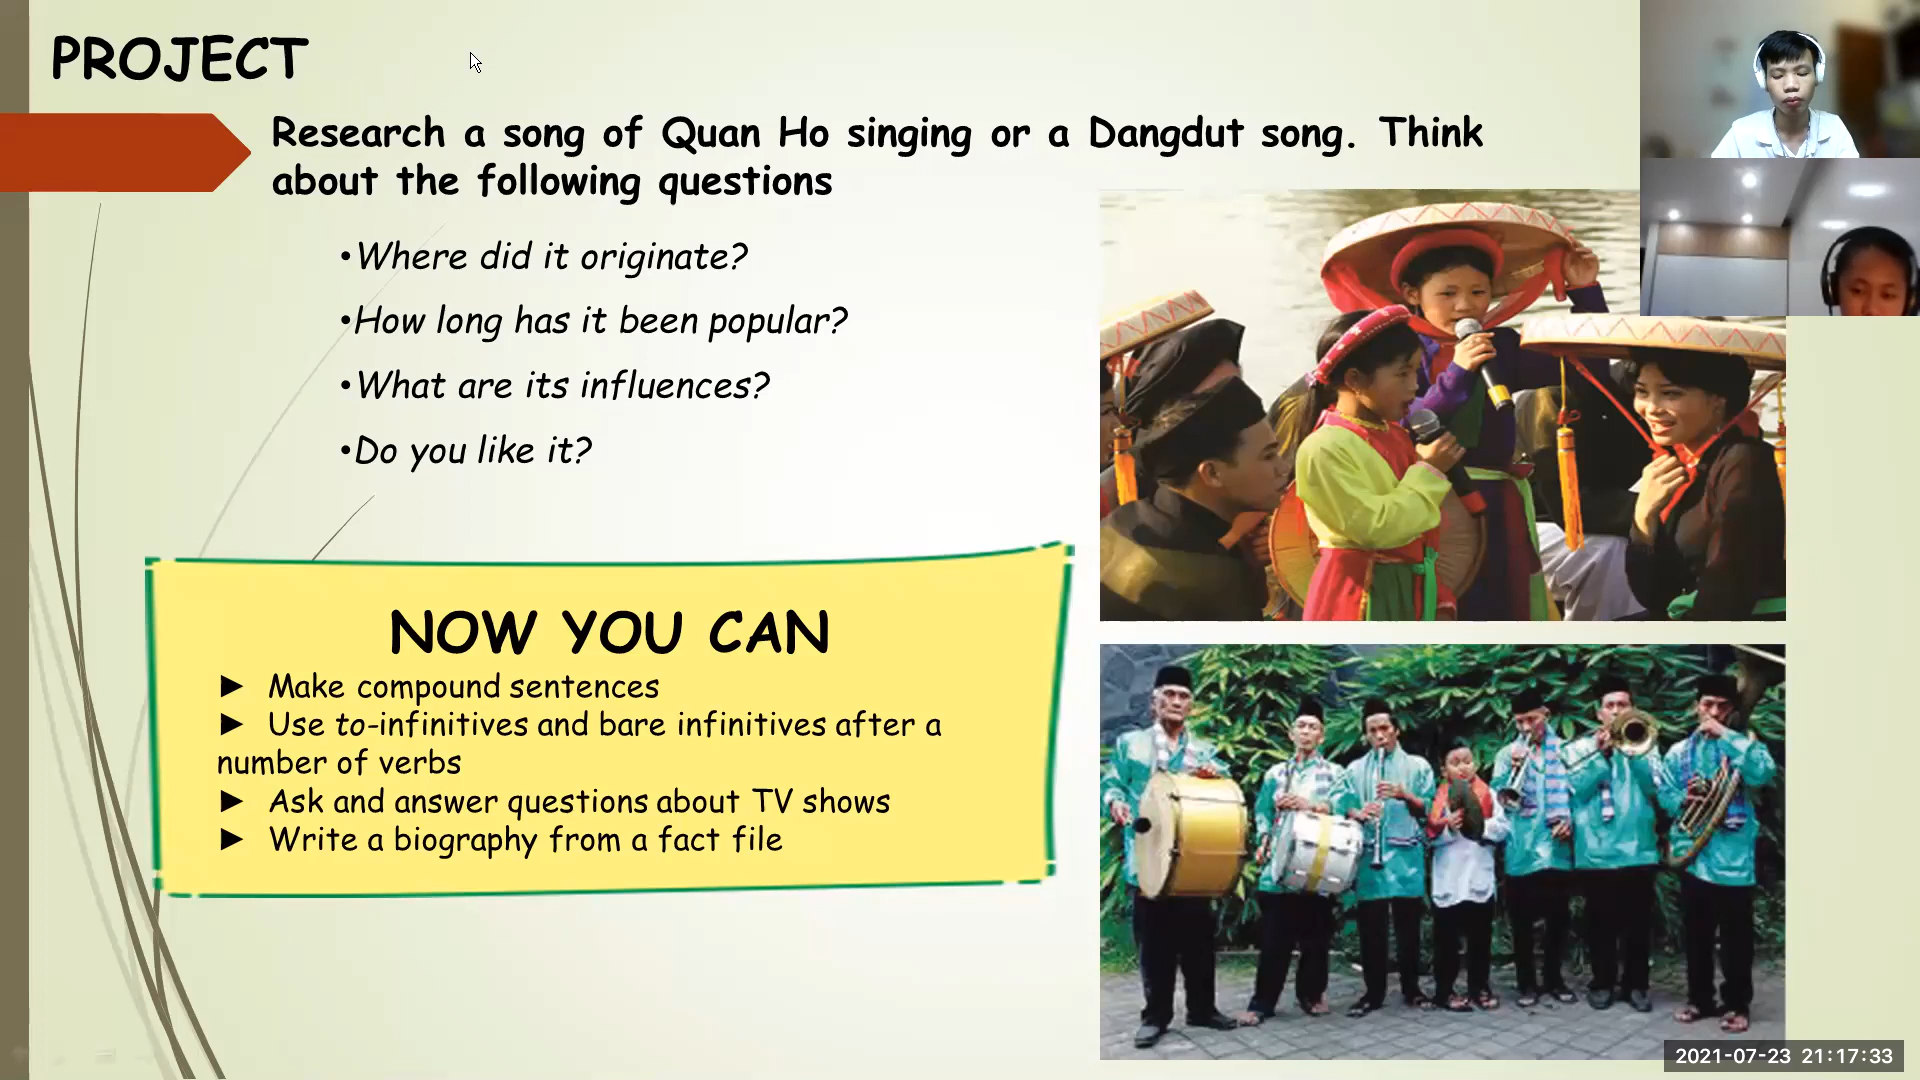 PROJECT
Research a song of Quan Ho singing or a Dangdut song. Think
about the following questions
•Where did it originate?
•How long has it been popular?
•What are its influences?
•Do you like it?
NOW YOU CAN
► Make compound sentences
► Use to-infinitives and bare infinitives after a
number of verbs
► Ask and answer questions about TV shows
► Write a biography from a fact file
2021-07-23 21:17:33